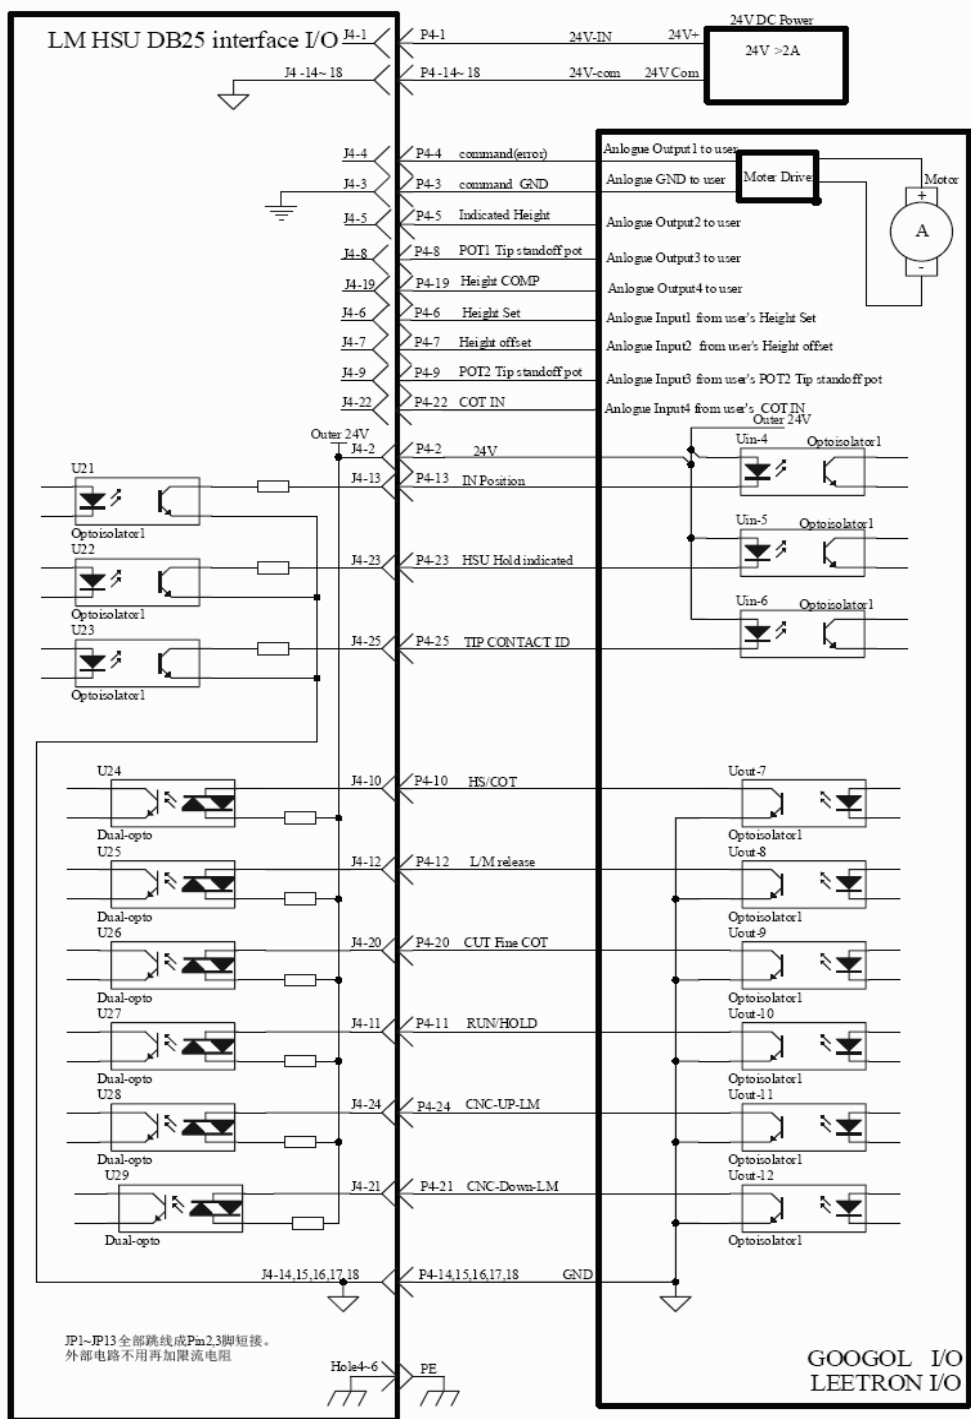 24V DC Power
LM HSU DB25 interface I/O J4-1 P4-1 24V-IN 24V+
24V >2A
J4 -14~ 18 P4 -14~ 18 24V-com 24V Com
J4-4 P4-4 command(error) Anlogue Output1 to user
J4-3 P4-3 command GND Anlogue GND to user Moter Driver Motor
+
J4-5 P4-5 Indicated Height Anlogue Output2 to user A
J4-8 P4-8 POT1 Tip standoff pot Anlogue Output3 to user
-
J4-19 P4-19 Height COMP Anlogue Output4 to user
J4-6 P4-6 Height Set Anlogue Input1 from user's Height Set
J4-7 P4-7 Height offset Anlogue Input2 from user's Height offset
J4-9 P4-9 POT2 Tip standoff pot Anlogue Input3 from user's POT2 Tip standoff pot
J4-22 P4-22 COT IN Anlogue Input4 from user's COT IN
Outer 24V
Outer 24V Uin-4 Optoisolator1
J4-2 P4-2 24V
U21 J4-13 P4-13 IN Position
Optoisolator1 Uin-5 Optoisolator1
U22
J4-23 P4-23 HSU Hold indicated
Optoisolator1 Uin-6 Optoisolator1
U23
J4-25 P4-25 TIP CONTACT ID
Optoisolator1
U24 Uout-7
J4-10 P4-10 HS/COT
Dual-opto Optoisolator1
U25 Uout-8
J4-12 P4-12 L/M release
Dual-opto Optoisolator1
U26 Uout-9
J4-20 P4-20 CUT Fine COT
Dual-opto Optoisolator1
U27 Uout-10
J4-11 P4-11 RUN/HOLD
Dual-opto Optoisolator1
U28 Uout-11
J4-24 P4-24 CNC-UP-LM
Dual-opto Optoisolator1
U29 Uout-12
J4-21 P4-21 CNC-Down-LM
Dual-opto Optoisolator1
J4-14,15,16,17,18 P4-14,15,16,17,18 GND
JP1~JP13全部跳线成Pin2,3脚短接。
外部电路不用再加限流电阻
Hole4~6 PE
GOOGOL I/O
LEETRON I/O